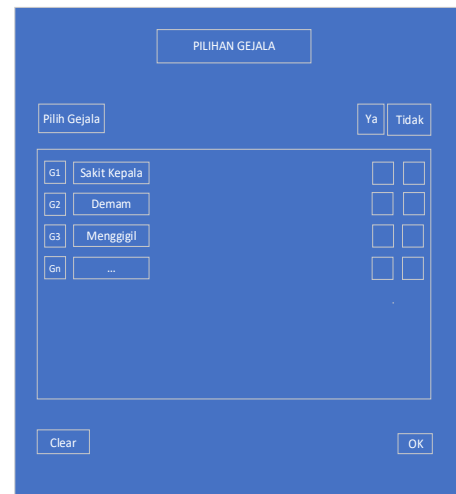 PILIHAN GEJALA
Pilih Gejala Ya Tidak
G1 Sakit Kepala
G2 Demam
G3 Menggigil
Gn ...
Clear OK